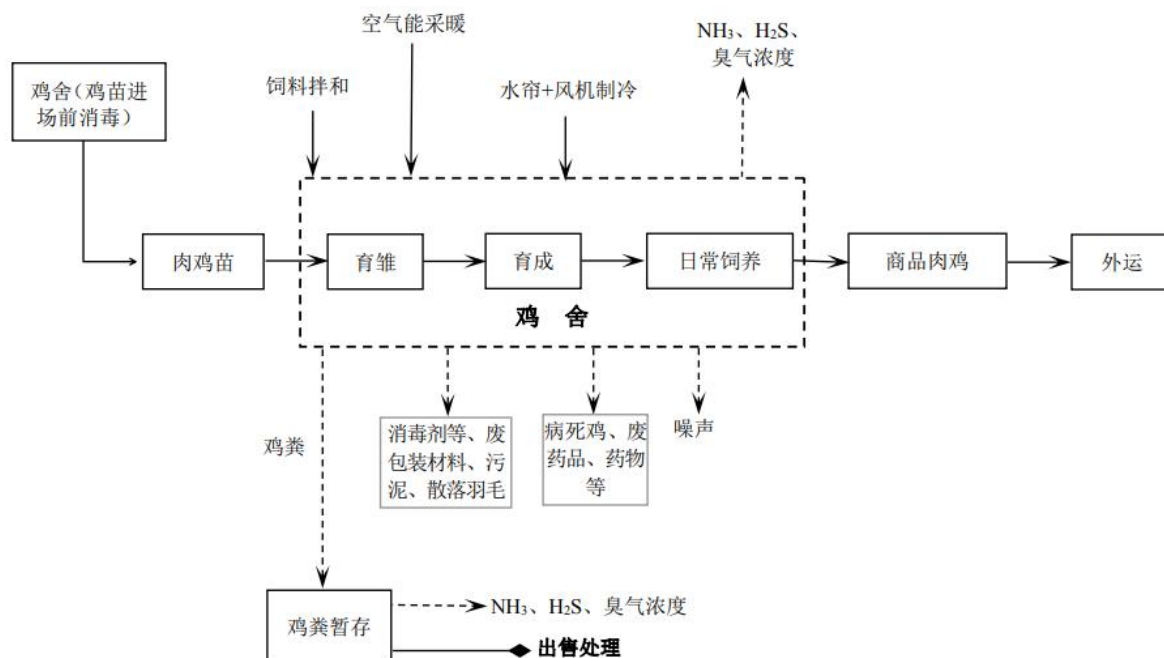 空气能采暖
NH₃、H₂S、
臭气浓度
鸡舍（鸡苗进
场前消毒）
饲料拌和
水帘+风机制冷
肉鸡苗
育雏
育成
日常饲养
商品肉鸡
外运
鸡 舍
鸡粪
消毒剂等、废
包装材料、污
泥、散落羽毛
病死鸡、废
药品、药物
等
噪声
鸡粪暂存
NH₃、H₂S、臭气浓度
出售处理